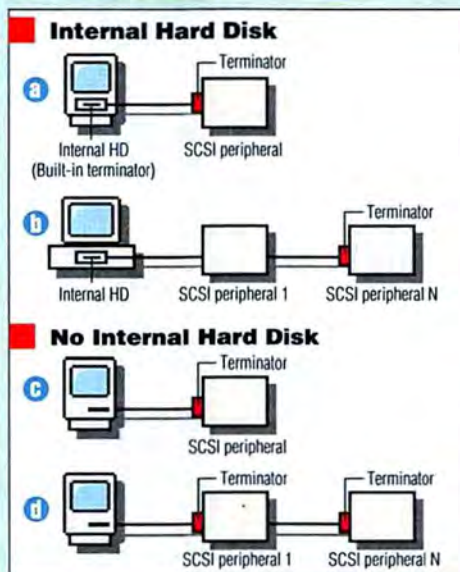 Internal Hard Disk
a
Terminator
Internal HD
(Built-in terminator)
SCSI peripheral
b
Terminator
Internal HD
SCSI peripheral 1
SCSI peripheral N
No Internal Hard Disk
c
Terminator
SCSI peripheral
d
Terminator
Terminator
SCSI peripheral 1
SCSI peripheral N